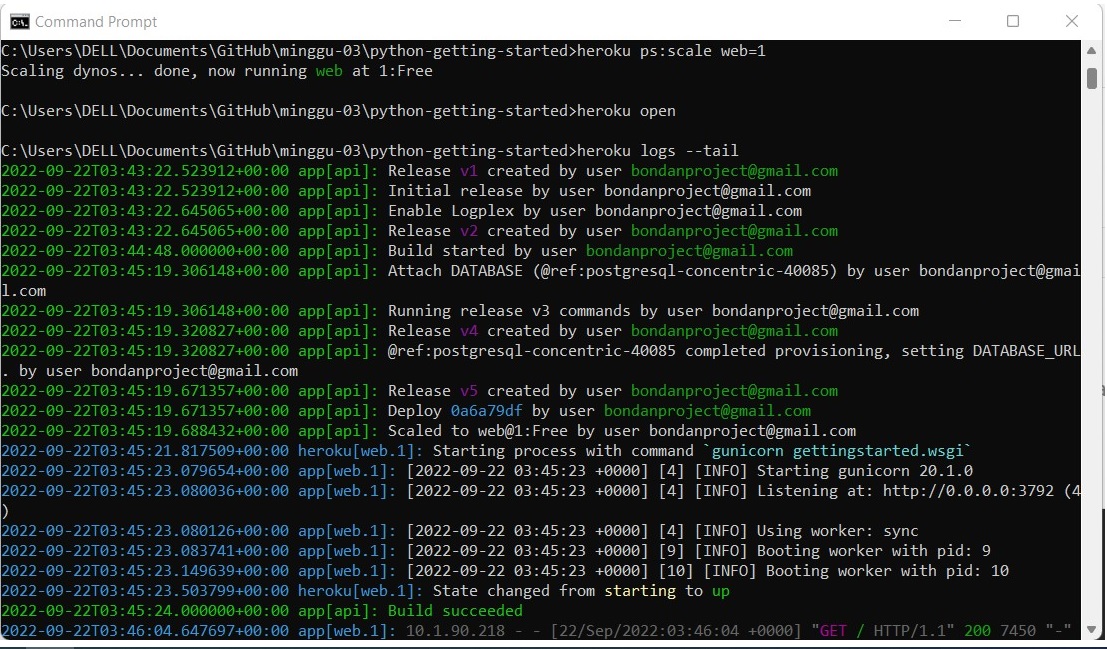 Command Prompt
C:\Users\DELL\Documents\GitHub\minggu-03\python-getting-started>heroku ps:scale web=1
Scaling dynos... done, now running web at 1:Free
C:\Users\DELL\Documents\GitHub\minggu-03\python-getting-started>heroku open
C:\Users\DELL\Documents\GitHub\minggu-03\python-getting-started>heroku logs --tail
2022-09-22T03:43:22.523912+00:00 app[api]: Release v1 created by user bondanproject@gmail.com
2022-09-22T03:43:22.523912+00:00 app[api]: Initial release by user bondanproject@gmail.com
2022-09-22T03:43:22.645065+00:00 app[api]: Enable Logplex by user bondanproject@gmail.com
2022-09-22T03:43:22.645065+00:00 app[api]: Release v2 created by user bondanproject@gmail.com
2022-09-22T03:44:48.000000+00:00 app[api]: Build started by user bondanproject@gmail.com
2022-09-22T03:45:19.306148+00:00 app[api]: Attach DATABASE (@ref:postgresql-concentric-40085) by user bondanproject@gmai
l.com
2022-09-22T03:45:19.306148+00:00 app[api]: Running release v3 commands by user bondanproject@gmail.com
2022-09-22T03:45:19.320827+00:00 app[api]: Release v4 created by user bondanproject@gmail.com
2022-09-22T03:45:19.320827+00:00 app[api]: @ref:postgresql-concentric-40085 completed provisioning, setting DATABASE_URL
. by user bondanproject@gmail.com
2022-09-22T03:45:19.671357+00:00 app[api]: Release v5 created by user bondanproject@gmail.com
2022-09-22T03:45:19.671357+00:00 app[api]: Deploy 0a6a79df by user bondanproject@gmail.com
2022-09-22T03:45:19.688432+00:00 app[api]: Scaled to web@1:Free by user bondanproject@gmail.com
2022-09-22T03:45:21.817509+00:00 heroku[web.1]: Starting process with command `gunicorn gettingstarted.wsgi`
2022-09-22T03:45:23.079654+00:00 app[web.1]: [2022-09-22 03:45:23 +0000] [4] [INFO] Starting gunicorn 20.1.0
2022-09-22T03:45:23.080036+00:00 app[web.1]: [2022-09-22 03:45:23 +0000] [4] [INFO] Listening at: http://0.0.0.0:3792 (4
)
2022-09-22T03:45:23.080126+00:00 app[web.1]: [2022-09-22 03:45:23 +0000] [4] [INFO] Using worker: sync
2022-09-22T03:45:23.083741+00:00 app[web.1]: [2022-09-22 03:45:23 +0000] [9] [INFO] Booting worker with pid: 9
2022-09-22T03:45:23.149639+00:00 app[web.1]: [2022-09-22 03:45:23 +0000] [10] [INFO] Booting worker with pid: 10
2022-09-22T03:45:23.503799+00:00 heroku[web.1]: State changed from starting to up
2022-09-22T03:45:24.000000+00:00 app[api]: Build succeeded
2022-09-22T03:46:04.647697+00:00 app[web.1]: 10.1.90.218 - - [22/Sep/2022:03:46:04 +0000] "GET / HTTP/1.1" 200 7450 "-"